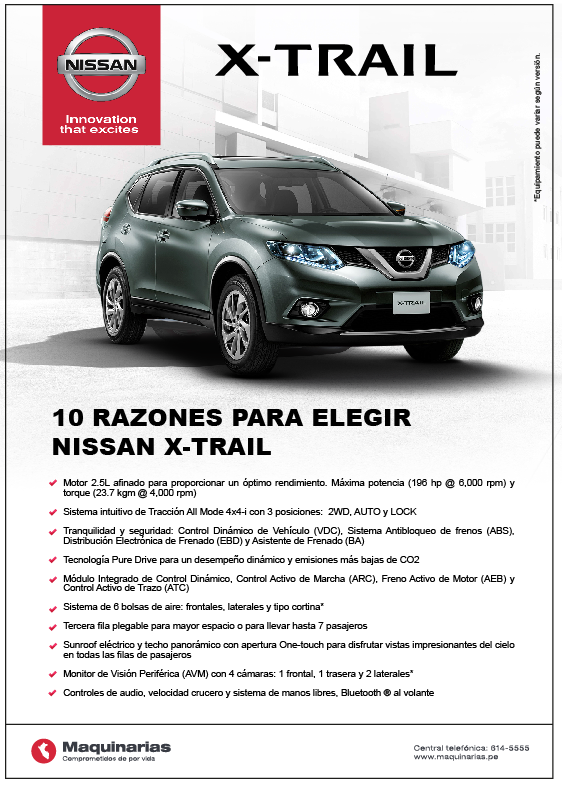 NISSAN
Innovation
that excites
X-TRAIL
*Equipamiento puede variar según versión.
X-TRAIL
10 RAZONES PARA ELEGIR
NISSAN X-TRAIL
Motor 2.5L afinado para proporcionar un óptimo rendimiento. Máxima potencia (196 hp @ 6,000 rpm) y
torque (23.7 kgm @ 4,000 rpm)
Sistema intuitivo de Tracción All Mode 4x4-i con 3 posiciones: 2WD, AUTO y LOCK
Tranquilidad y seguridad: Control Dinámico de Vehículo (VDC), Sistema Antibloqueo de frenos (ABS),
Distribución Electrónica de Frenado (EBD) y Asistente de Frenado (BA)
Tecnología Pure Drive para un desempeño dinámico y emisiones más bajas de CO2
Módulo Integrado de Control Dinámico, Control Activo de Marcha (ARC), Freno Activo de Motor (AEB) y
Control Activo de Trazo (ATC)
Sistema de 6 bolsas de aire: frontales, laterales y tipo cortina*
Tercera fila plegable para mayor espacio o para llevar hasta 7 pasajeros
Sunroof eléctrico y techo panorámico con apertura One-touch para disfrutar vistas impresionantes del cielo
en todas las filas de pasajeros
Monitor de Visión Periférica (AVM) con 4 cámaras: 1 frontal, 1 trasera y 2 laterales*
Controles de audio, velocidad crucero y sistema de manos libres, Bluetooth ® al volante
Maquinarias
Comprometidos de por vida
Central telefónica: 614-5555
www.maquinarias.pe